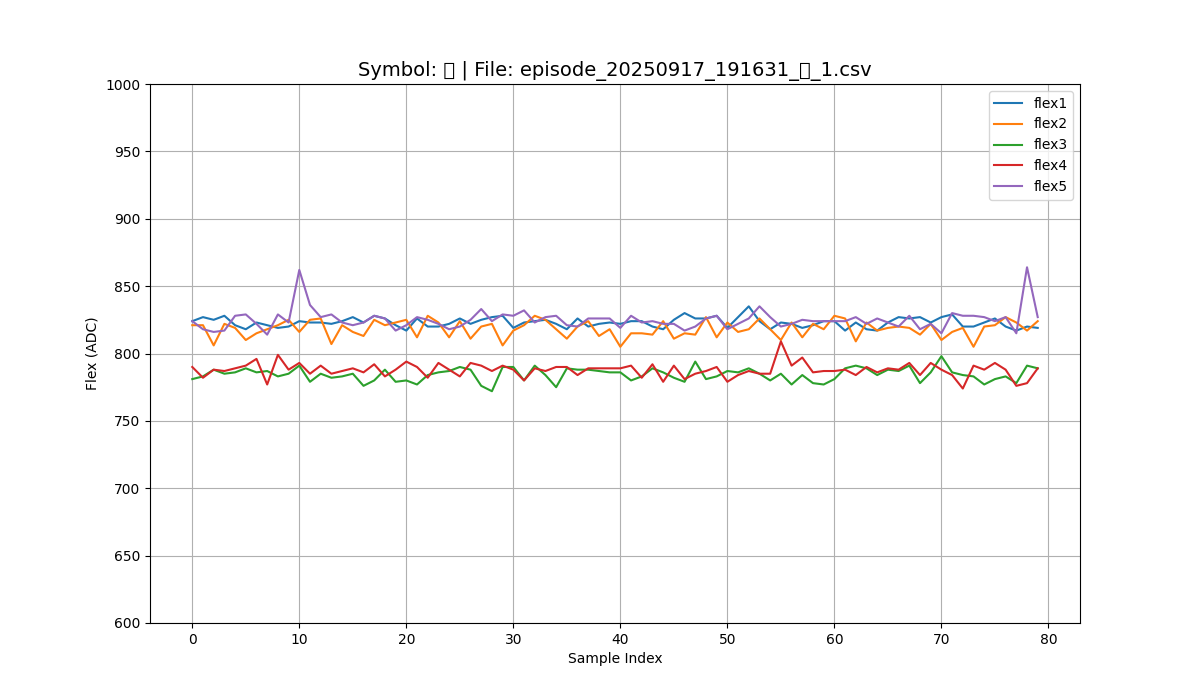 Symbol: ▯ | File: episode_20250917_191631_▯_1.csv
1000
950
900
850
800
750
700
650
600
Flex (ADC)
flex1
flex2
flex3
flex4
flex5
0 10 20 30 40 50 60 70 80
Sample Index